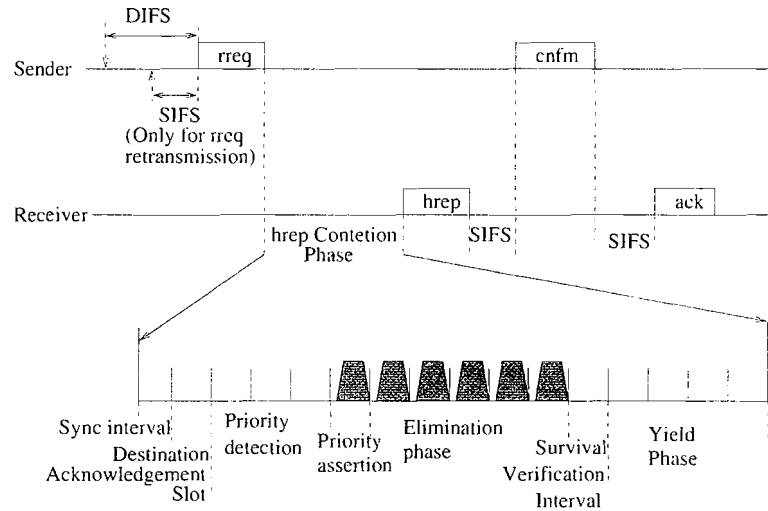 DIFS
rreq
cnfm
Sender
SIFS
(Only for rreq
retransmission)
hrep
ack
Receiver
SIFS
SIFS
hrep Contetion
Phase
Sync interval
Destination
Acknowledgement
Slot
Priority
detection
Priority
assertion
Elimination
phase
Survival
Verification
Interval
Yield
Phase